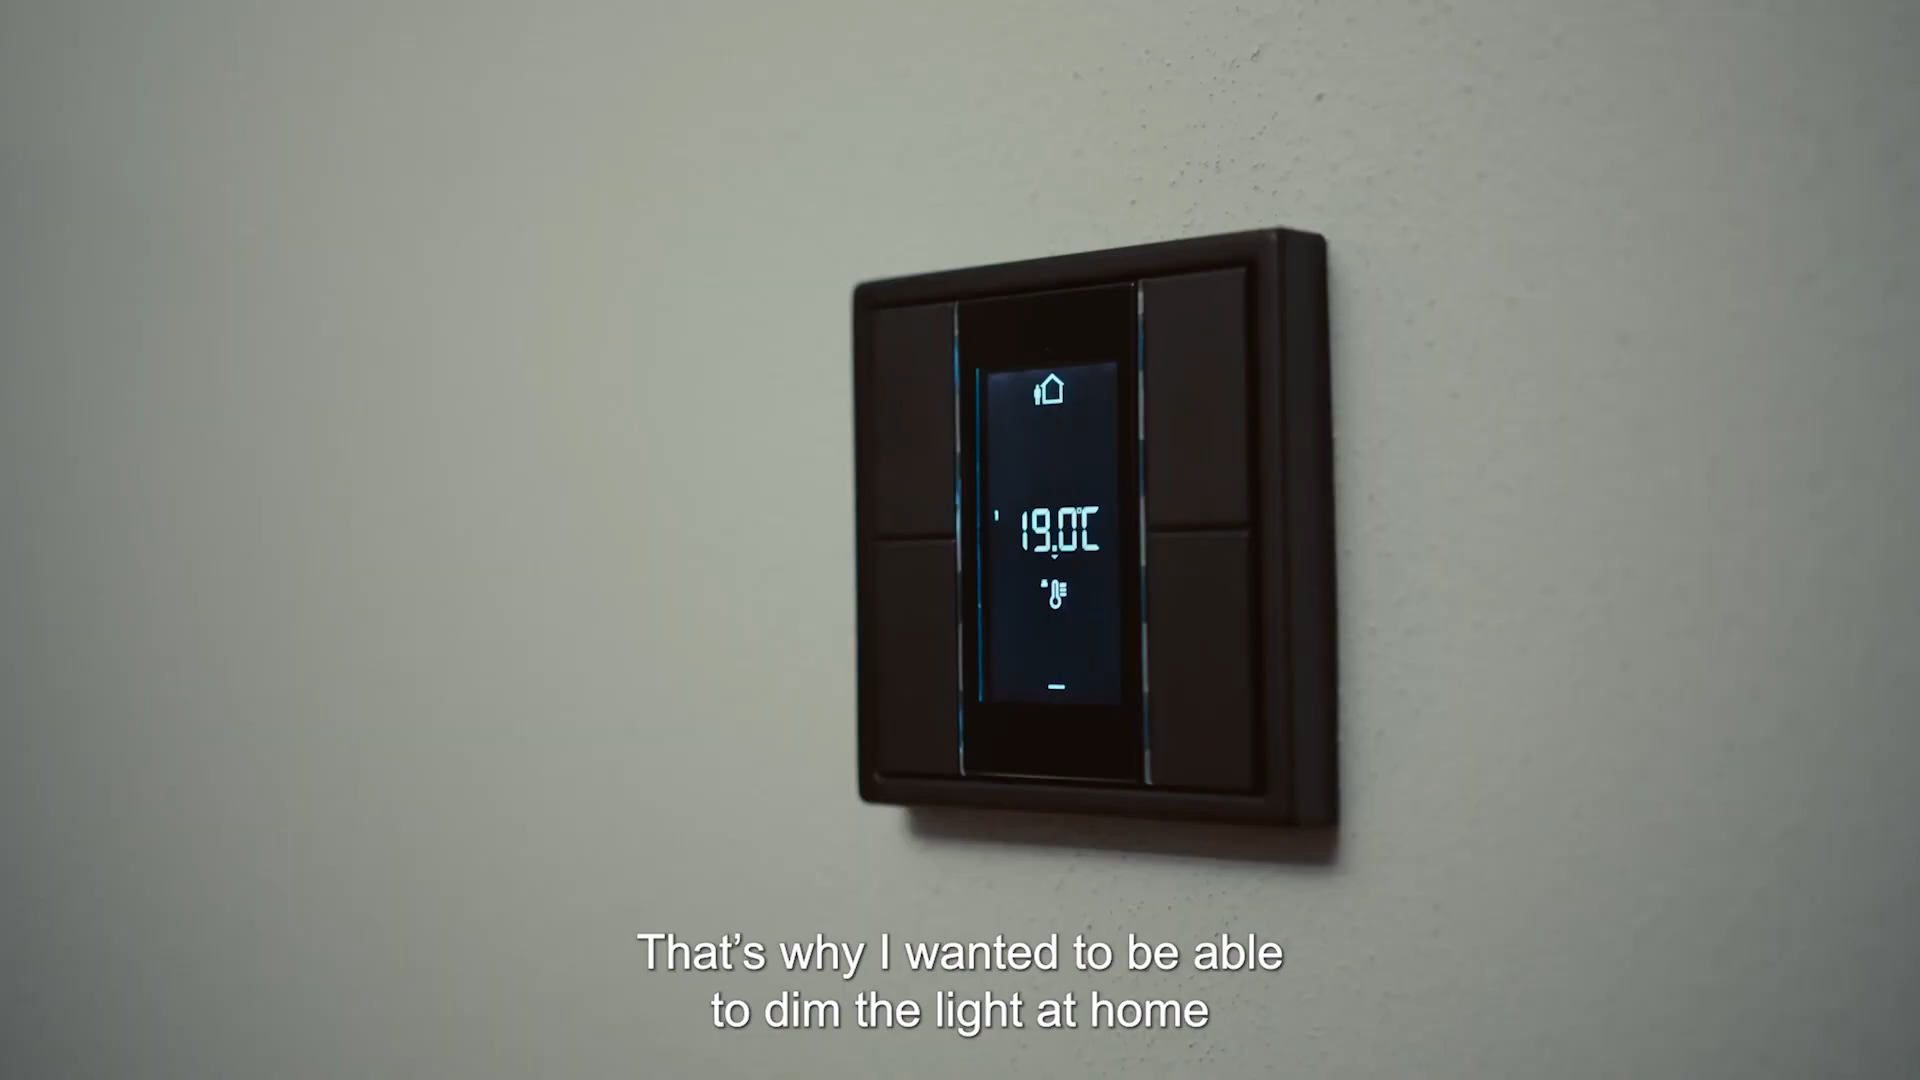 19.0°C
That’s why I wanted to be able
to dim the light at home